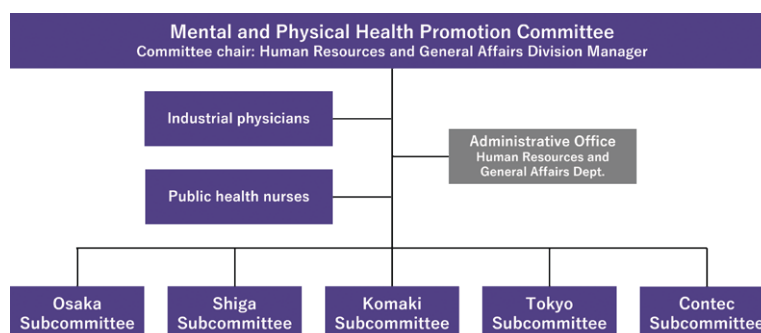 Mental and Physical Health Promotion Committee
Committee chair: Human Resources and General Affairs Division Manager
Industrial physicians
Administrative Office
Human Resources and
General Affairs Dept.
Public health nurses
Osaka
Subcommittee
Shiga
Subcommittee
Komaki
Subcommittee
Tokyo
Subcommittee
Contec
Subcommittee